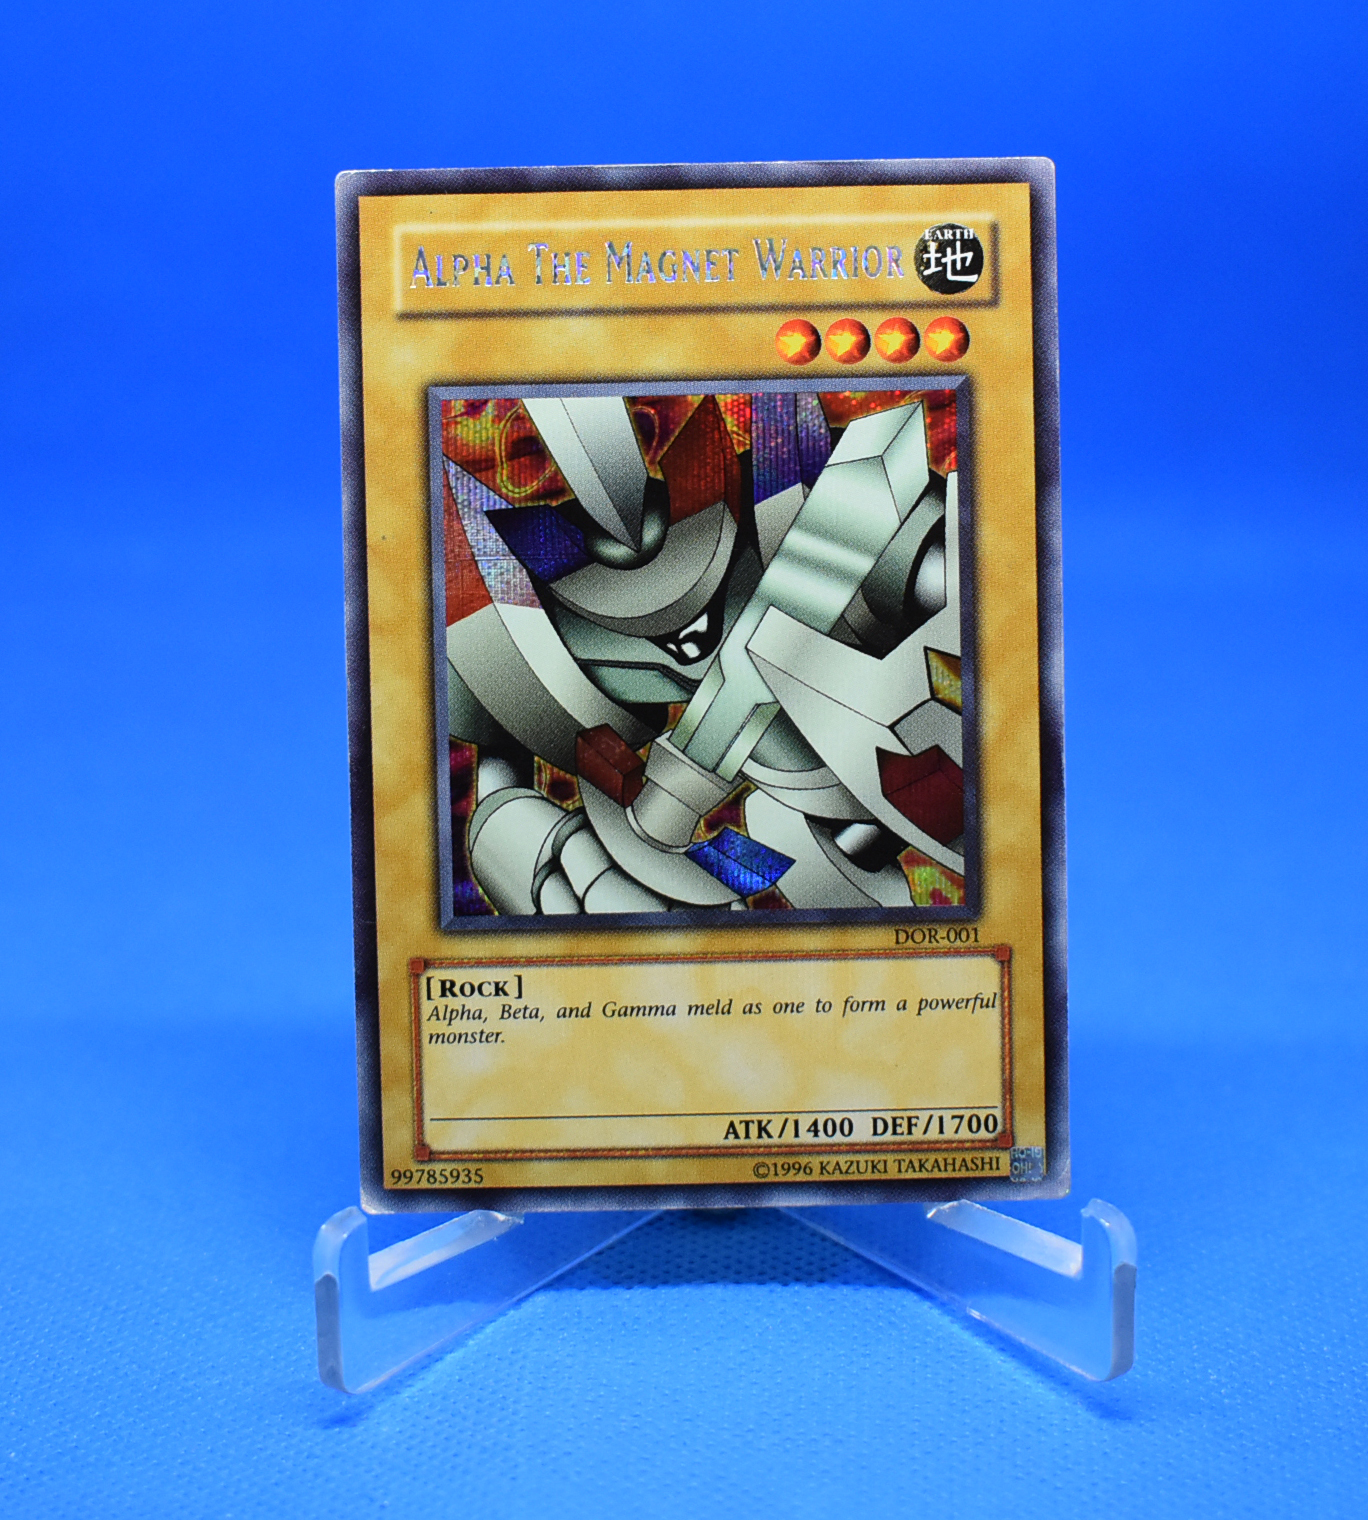 Alpha The Magnet Warrior
EARTH
地
DOR-001
[Rock]
Alpha, Beta, and Gamma meld as one to form a powerful
monster.
ATK/1400 DEF/1700
99785935
©1996 KAZUKI TAKAHASHI